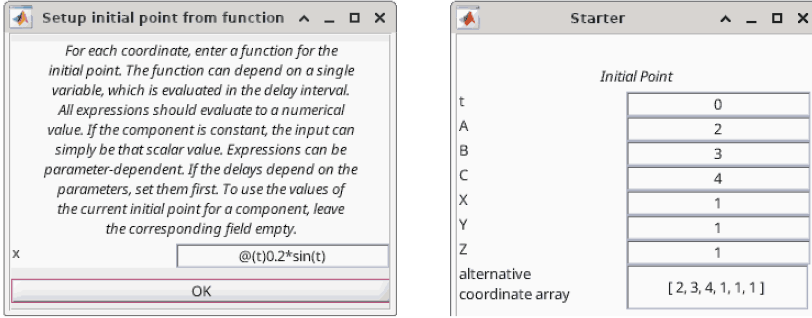 Setup initial point from function
For each coordinate, enter a function for the
initial point. The function can depend on a single
variable, which is evaluated in the delay interval.
All expressions should evaluate to a numerical
value. If the component is constant, the input can
simply be that scalar value. Expressions can be
parameter-dependent. If the delays depend on the
parameters, set them first. To use the values of
the current initial point for a component, leave
the corresponding field empty.
x @(t)0.2*sin(t)
OK
Starter
Initial Point
t 0
A 2
B 3
C 4
X 1
Y 1
Z 1
alternative
coordinate array [ 2, 3, 4, 1, 1, 1 ]